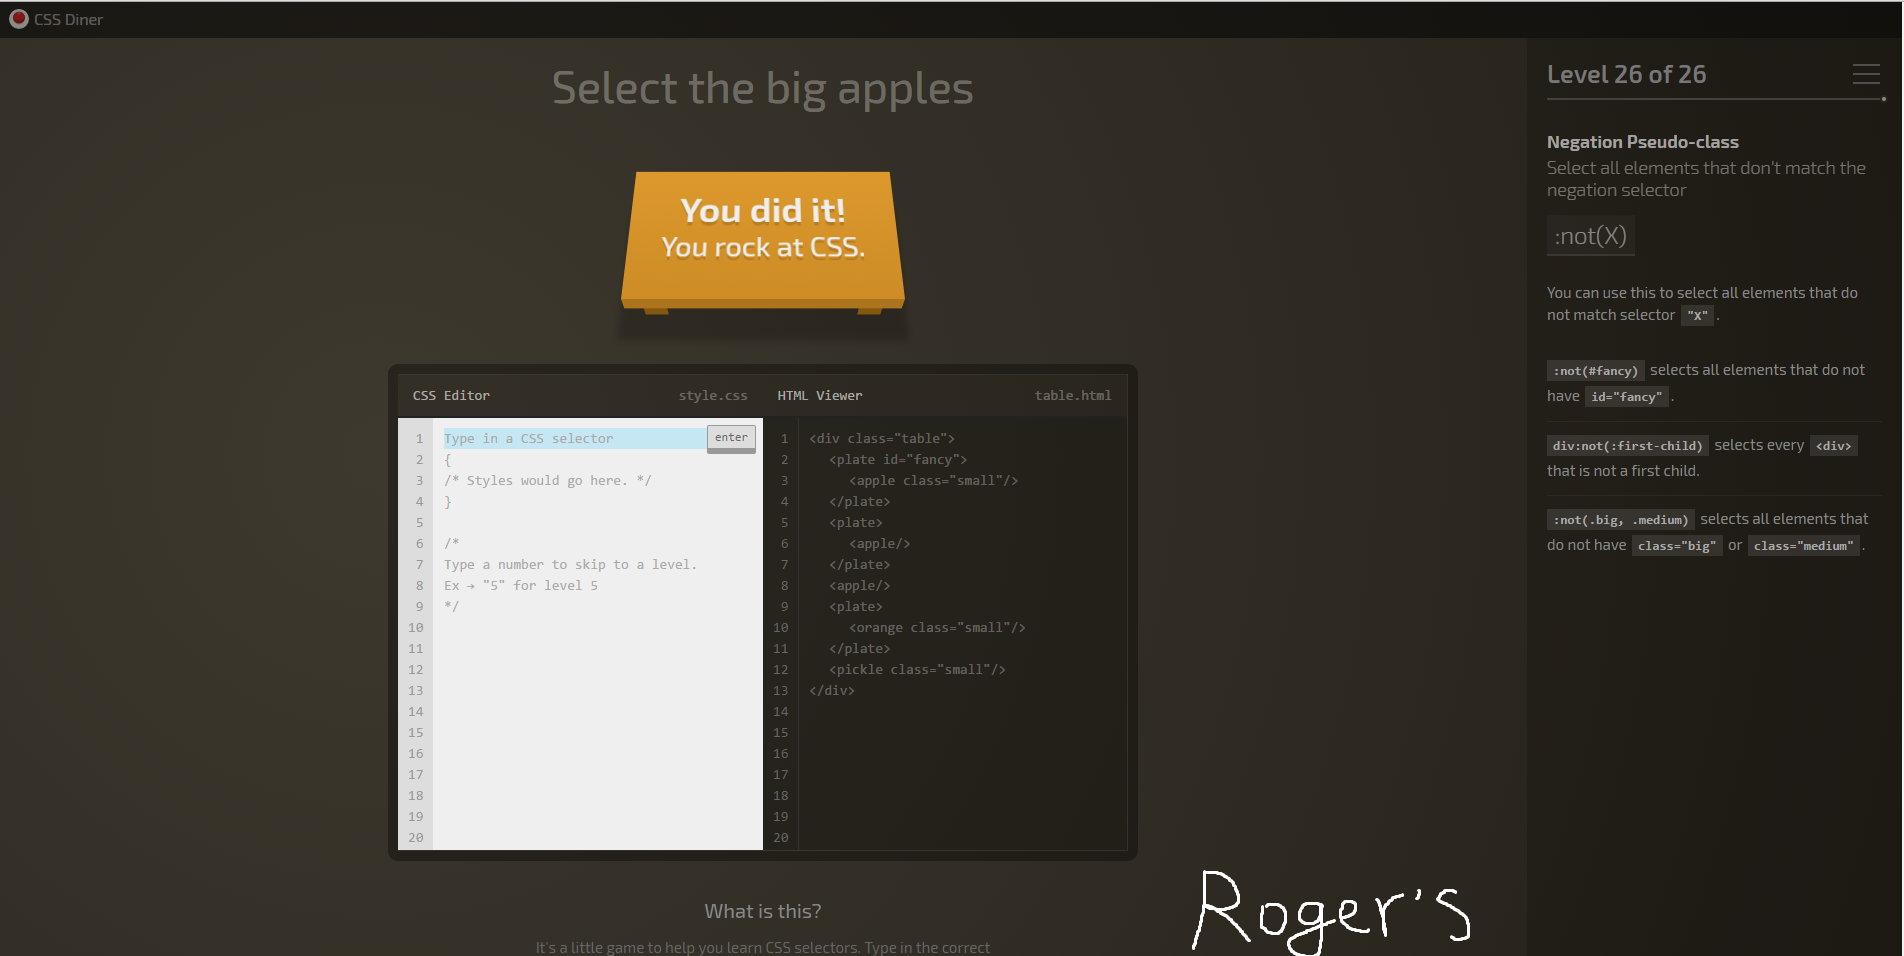 CSS Diner
Select the big apples
You did it!
You rock at CSS.
CSS Editor style.css
1 Type in a CSS selector enter
2 {
3 /* Styles would go here. */
4 }
5
6 /*
7 Type a number to skip to a level.
8 Ex → "5" for level 5
9 */
10
11
12
13
14
15
16
17
18
19
20
HTML Viewer table.html
1 <div class="table">
2 <plate id="fancy">
3 <apple class="small"/>
4 </plate>
5 <plate>
6 <apple/>
7 </plate>
8 <apple/>
9 <plate>
10 <orange class="small"/>
11 </plate>
12 <pickle class="small"/>
13 </div>
14
15
16
17
18
19
20
What is this?
It's a little game to help you learn CSS selectors. Type in the correct
Roger's
Level 26 of 26
Negation Pseudo-class
Select all elements that don't match the
negation selector
:not(X)
You can use this to select all elements that do
not match selector "X" .
:not(#fancy) selects all elements that do not
have id="fancy" .
div:not(:first-child) selects every <div>
that is not a first child.
:not(.big, .medium) selects all elements that
do not have class="big" or class="medium" .